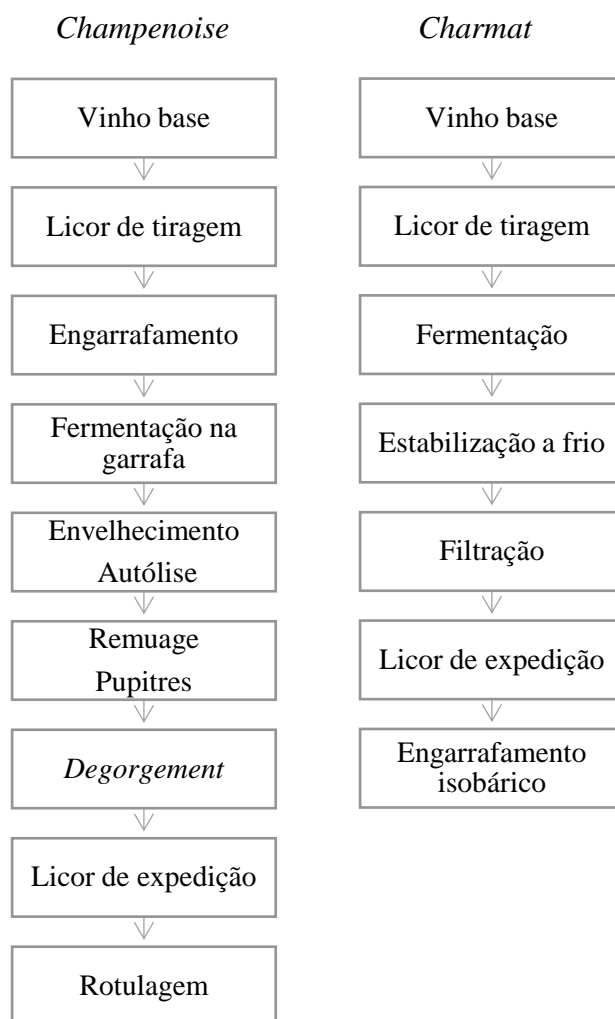 Champenoise
Vinho base
Licor de tiragem
Engarrafamento
Fermentação na
garrafa
Envelhecimento
Autólise
Remuage
Pupitres
Degorgement
Licor de expedição
Rotulagem
Charmat
Vinho base
Licor de tiragem
Fermentação
Estabilização a frio
Filtração
Licor de expedição
Engarrafamento
isobárico